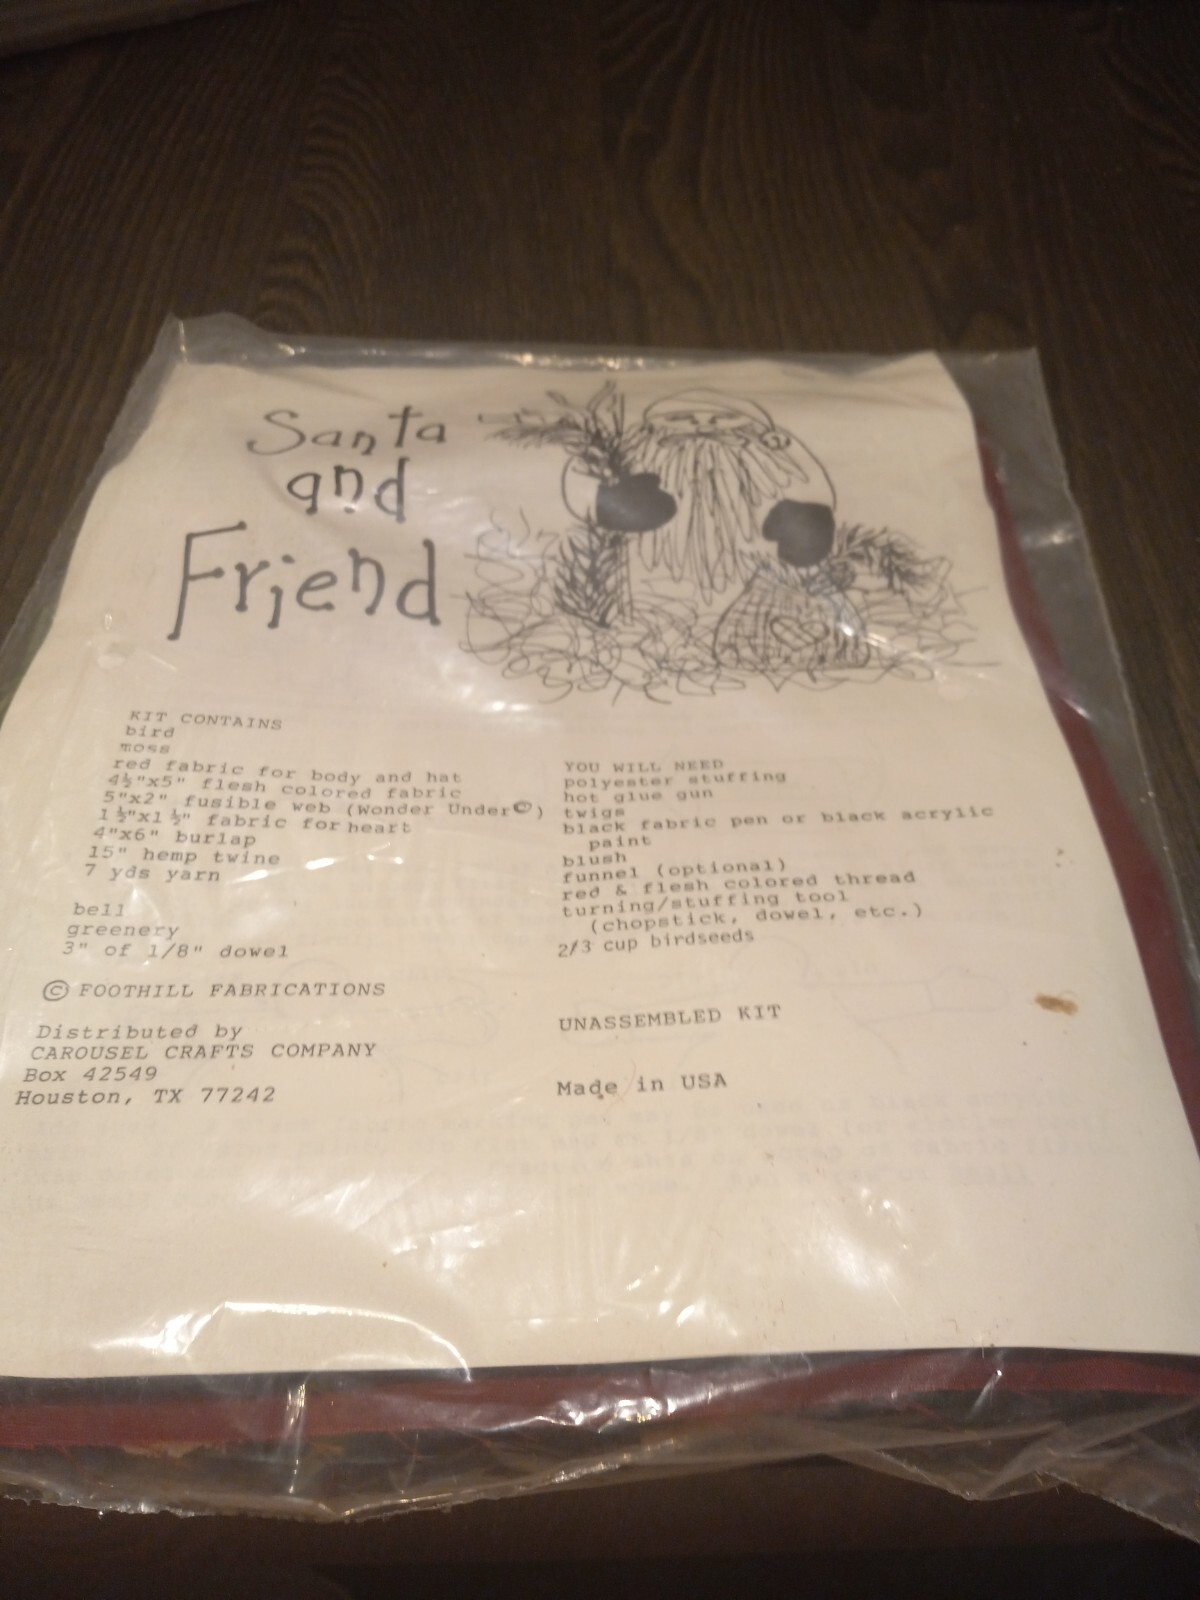 Santa
and
Friend
KIT CONTAINS
bird
moss
red fabric for body and hat
4½"x5" flesh colored fabric
5"x2" fusible web (Wonder Under©)
1½"x1½" fabric for heart
4"x6" burlap
15" hemp twine
7 yds yarn
bell
greenery
3" of 1/8" dowel
© FOOTHILL FABRICATIONS
Distributed by
CAROUSEL CRAFTS COMPANY
Box 42549
Houston, TX 77242
YOU WILL NEED
polyester stuffing
hot glue gun
twigs
black fabric pen or black acrylic
paint
blush
funnel (optional)
red & flesh colored thread
turning/stuffing tool
(chopstick, dowel, etc.)
2/3 cup birdseeds
UNASSEMBLED KIT
Made in USA